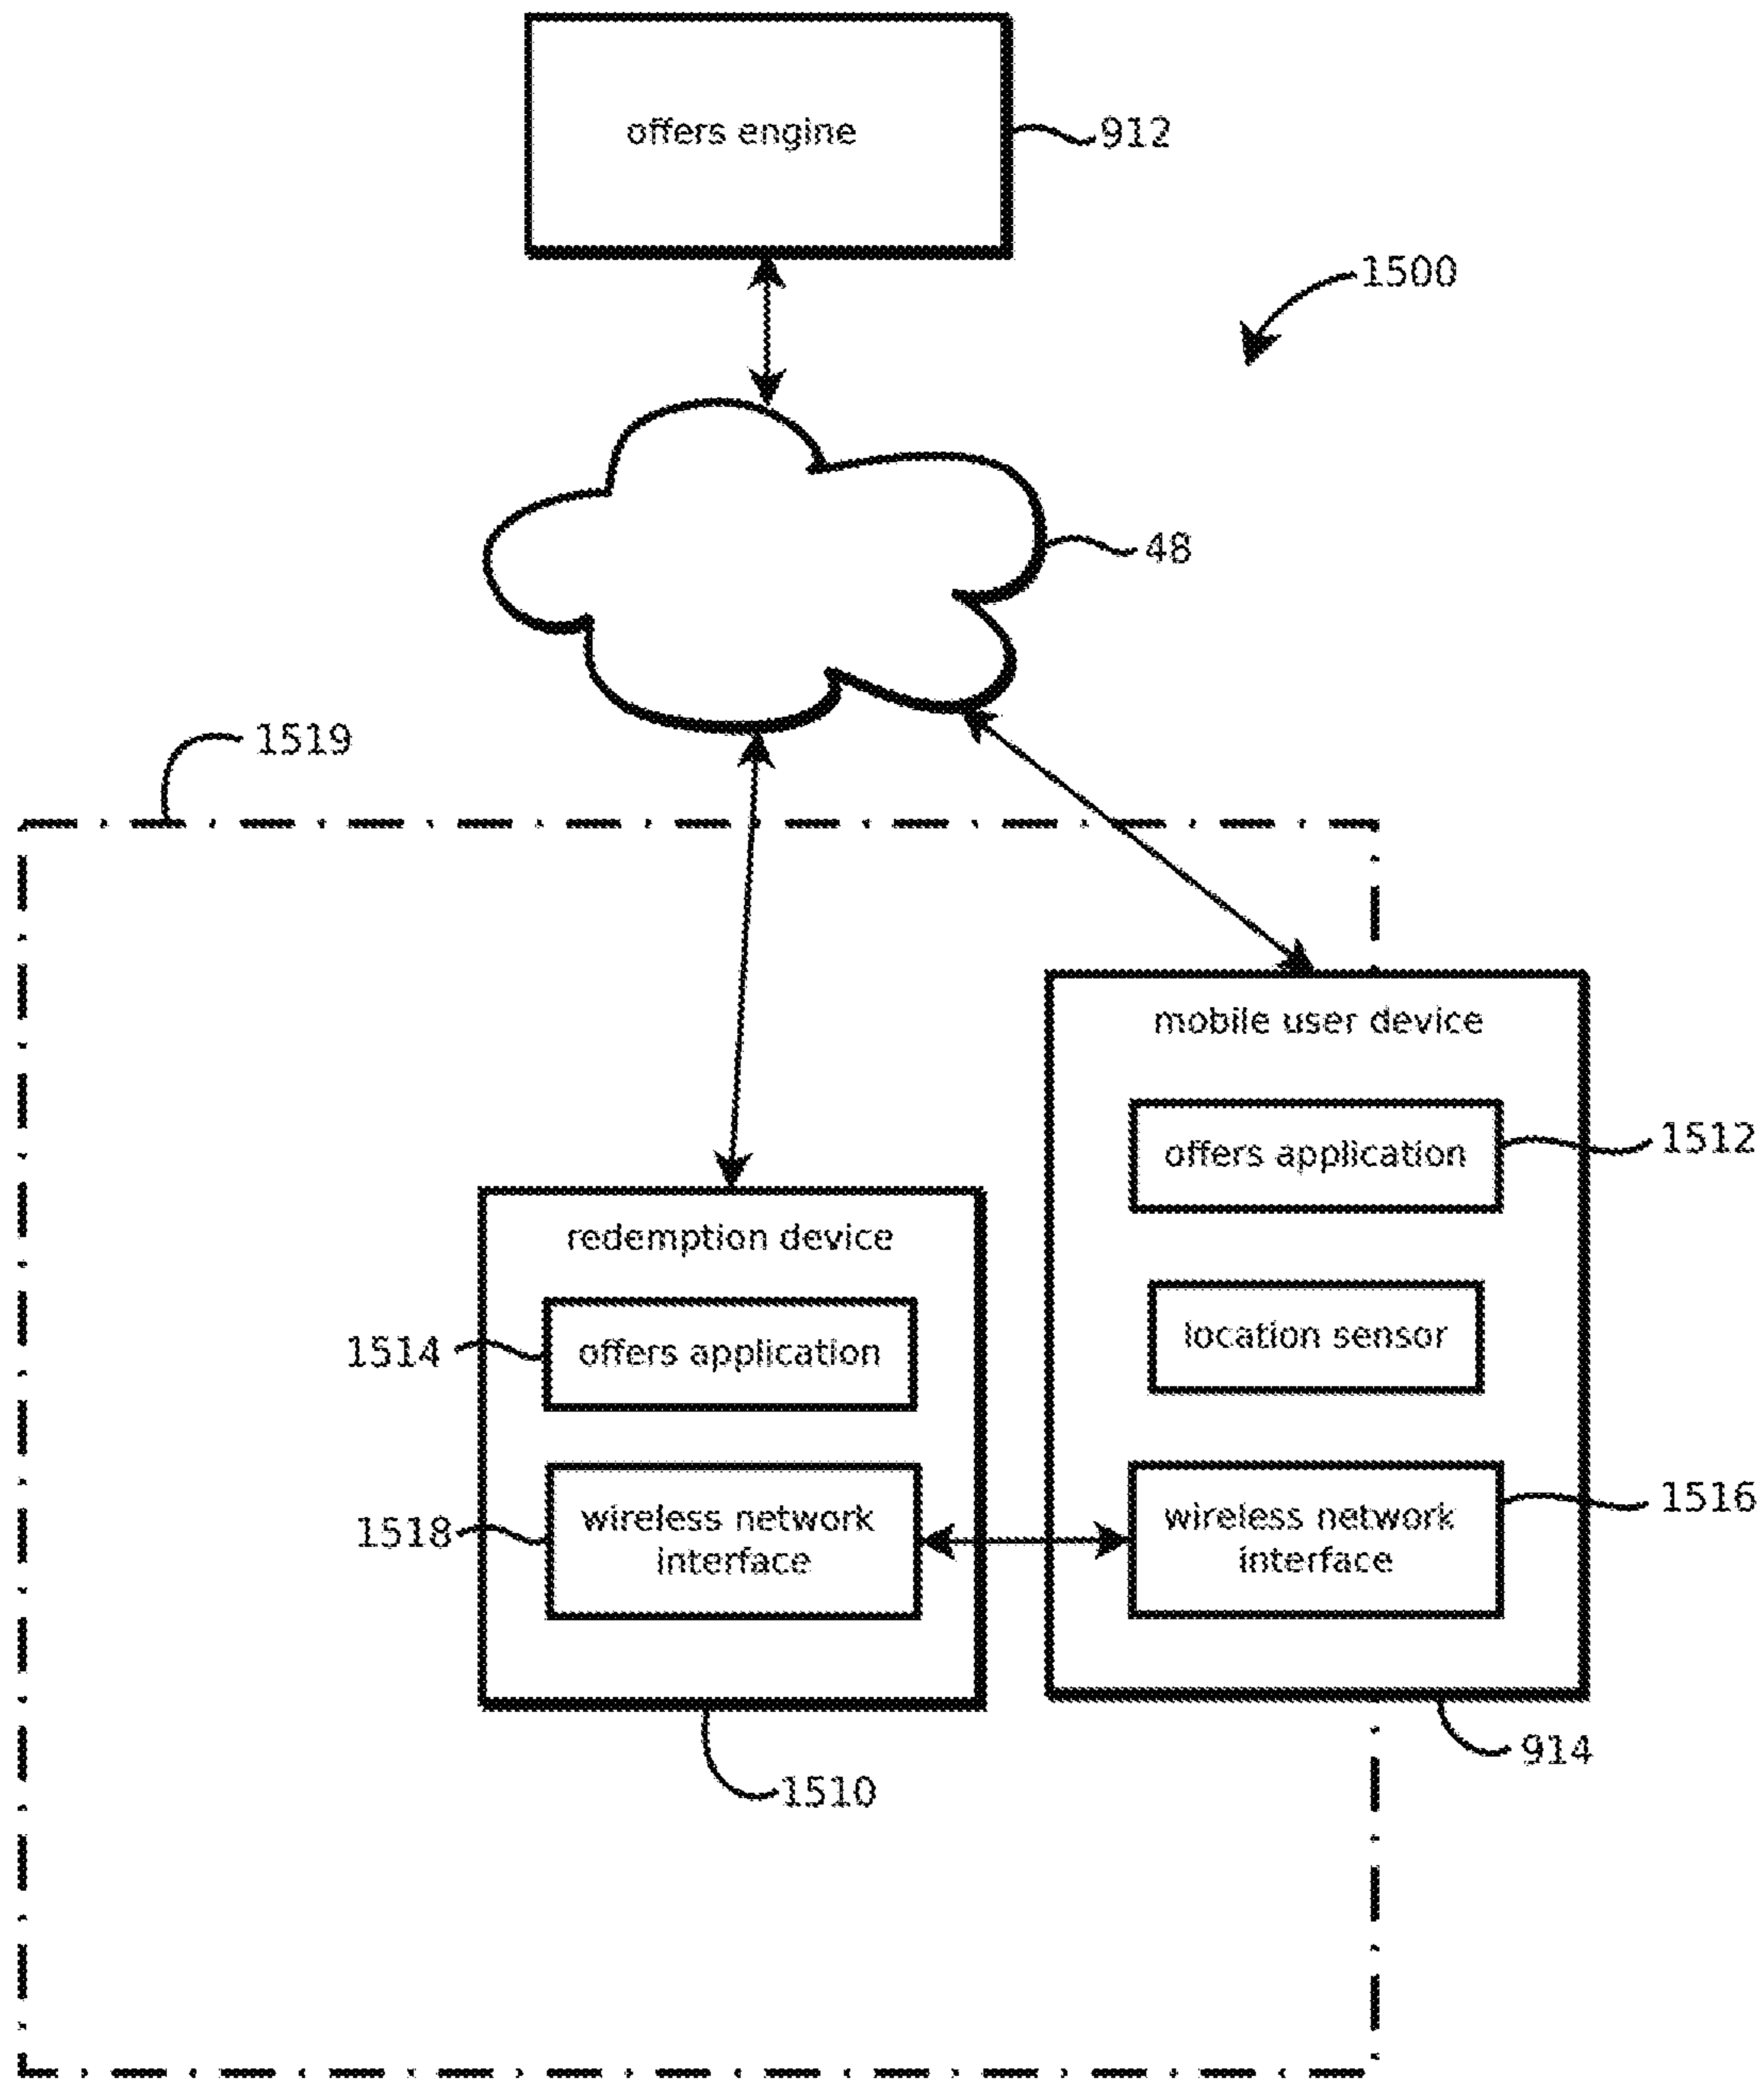 offers engine
912
1500
48
1519
mobile user device
offers application
1512
redemption device
location sensor
1514
offers application
wireless network
interface
1516
1518
wireless network
interface
914
1510